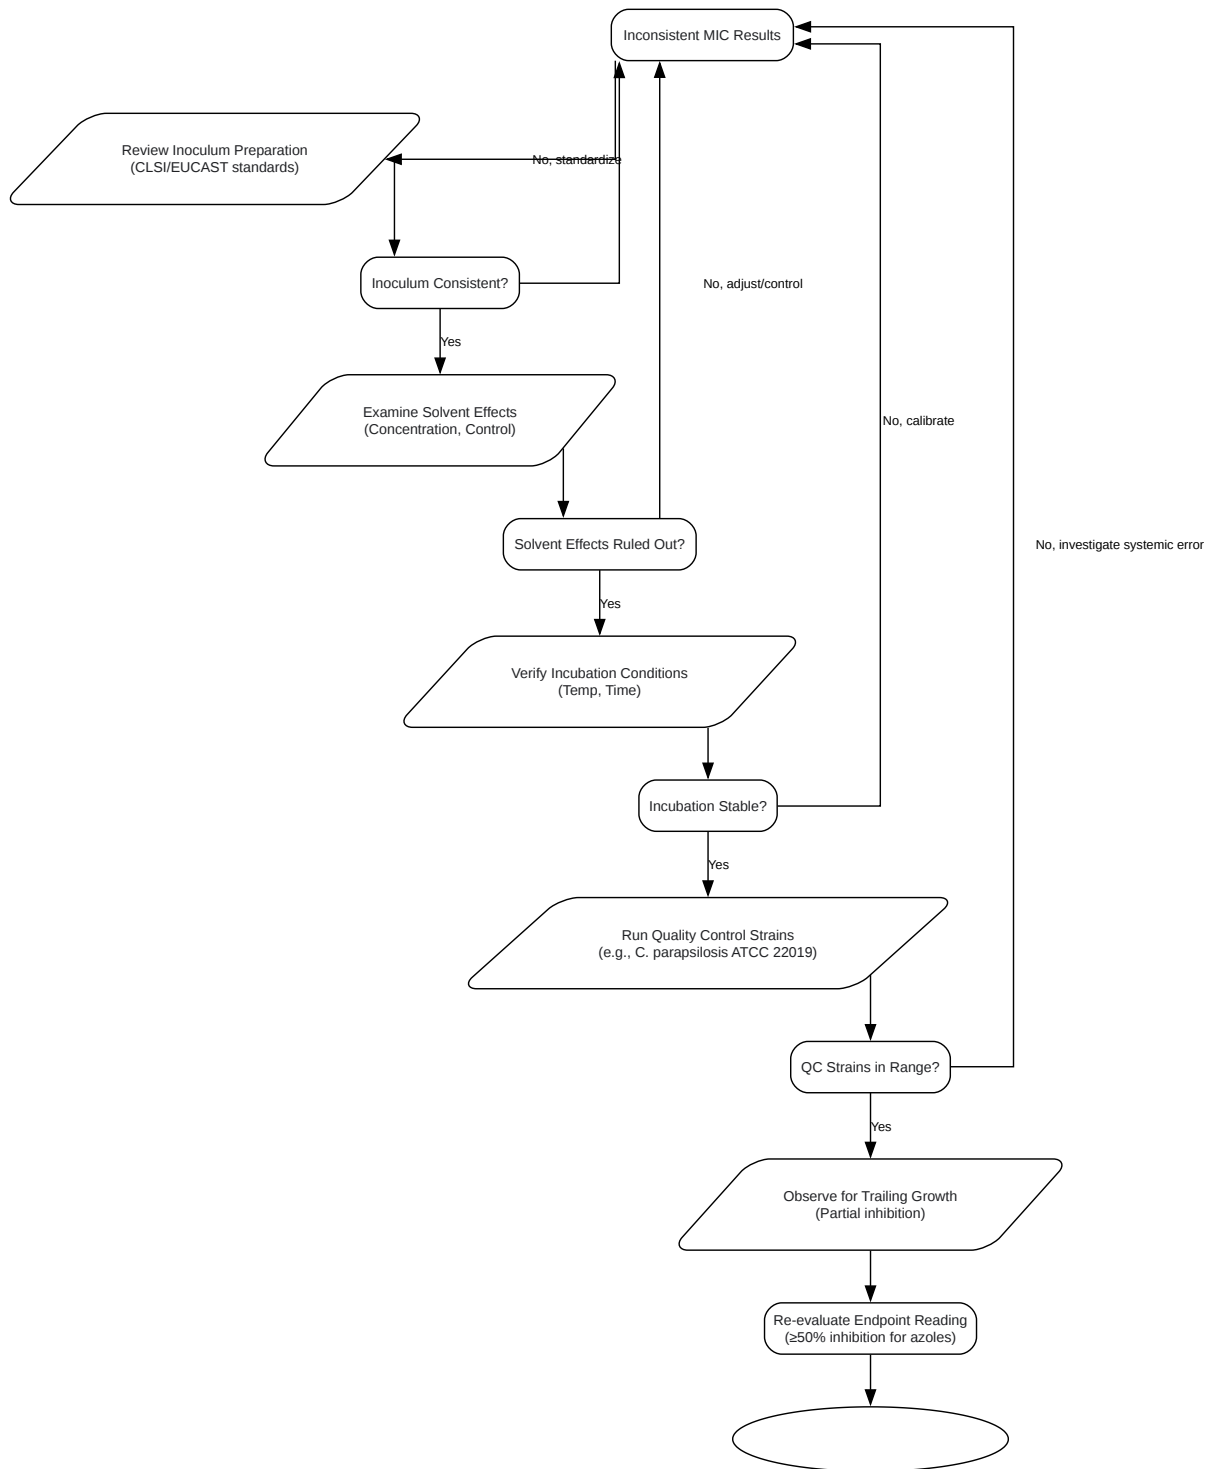 Inconsistent MIC Results
Review Inoculum Preparation
(CLSI/EUCAST standards)
No, standardize
Inoculum Consistent?
No, adjust/control
Yes
Examine Solvent Effects
(Concentration, Control)
No, calibrate
Solvent Effects Ruled Out?
No, investigate systemic error
Yes
Verify Incubation Conditions
(Temp, Time)
Incubation Stable?
Yes
Run Quality Control Strains
(e.g., C. parapsilosis ATCC 22019)
QC Strains in Range?
Yes
Observe for Trailing Growth
(Partial inhibition)
Re-evaluate Endpoint Reading
(≥50% inhibition for azoles)